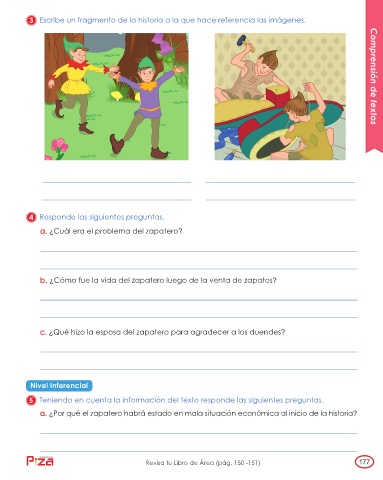 3 Escribe un fragmento de la historia a la que hace referencia las imágenes.
Comprensión de textos
4 Responde las siguientes preguntas.
a. ¿Cuál era el problema del zapatero?
b. ¿Cómo fue la vida del zapatero luego de la venta de zapatos?
c. ¿Qué hizo la esposa del zapatero para agradecer a los duendes?
Nivel Inferencial
5 Teniendo en cuenta la información del texto responde las siguientes preguntas.
a. ¿Por qué el zapatero habrá estado en mala situación económica al inicio de la historia?
Revisa tu Libro de Área (pág. 150 -151)
177